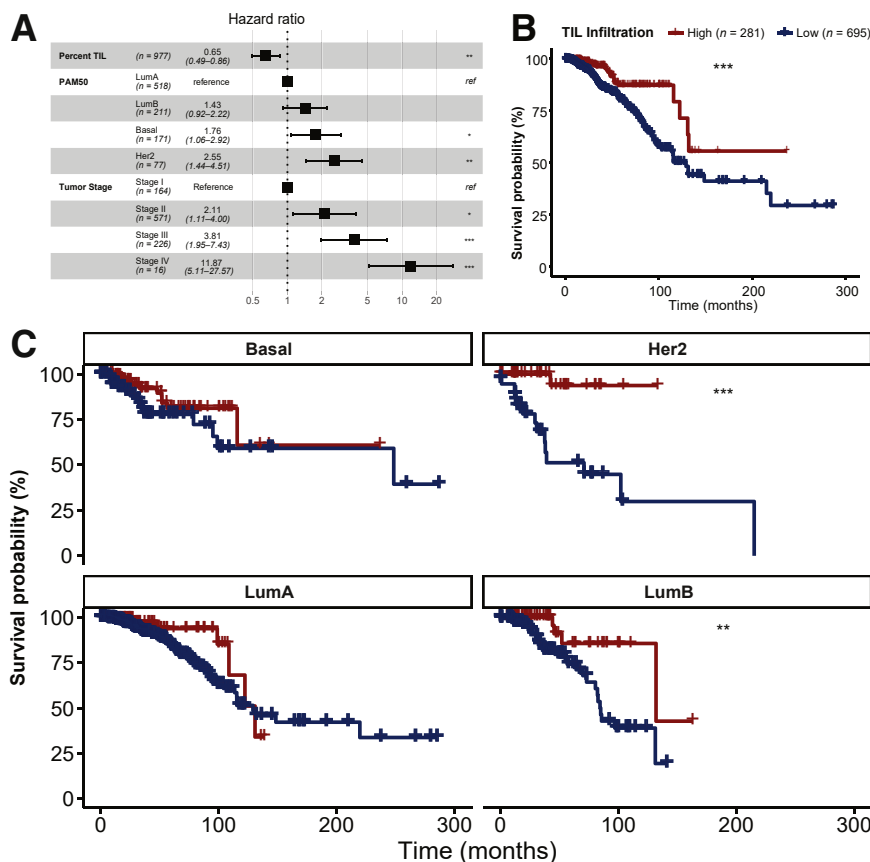 A
Hazard ratio
Percent TIL (n = 977) 0.65 **
(0.49–0.86)
PAM50 LumA reference ref
(n = 518)
LumB 1.43
(n = 211) (0.92–2.22)
Basal 1.76 *
(n = 171) (1.06–2.92)
Her2 2.55 **
(n = 77) (1.44–4.51)
Tumor Stage Stage I Reference ref
(n = 164)
Stage II 2.11 *
(n = 571) (1.11–4.00)
Stage III 3.81 ***
(n = 226) (1.95–7.43)
Stage IV 11.87 ***
(n = 16) (5.11–27.57)
0.5 1 2 5 10 20
B
TIL Infiltration High (n = 281) Low (n = 695)
***
Survival probability (%)
100
75
50
25
0
0 100 200 300
Time (months)
C
Survival probability (%)
Basal
100
75
50
25
0
Her2
***
LumA
100
75
50
25
0
0 100 200 300
LumB
**
0 100 200 300
Time (months)